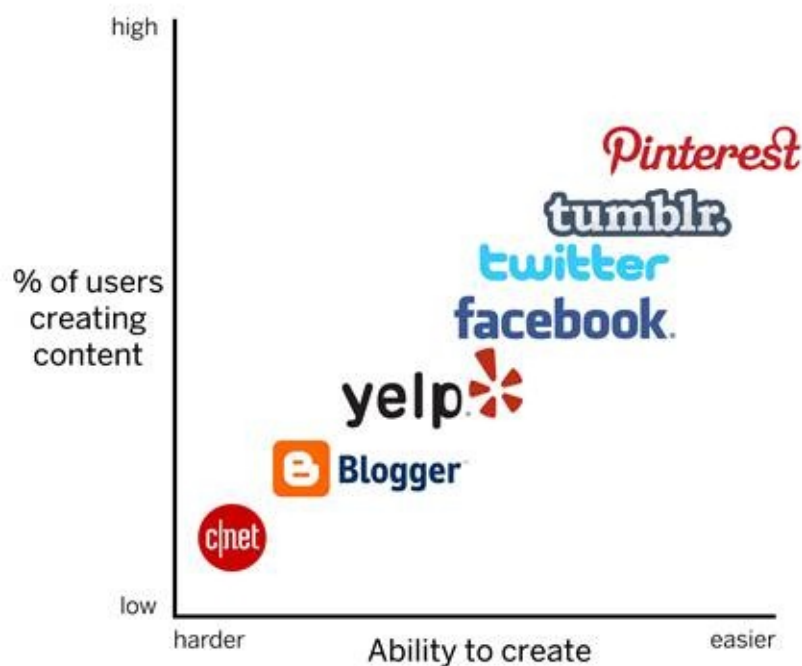 high
Pinterest
tumblr.
twitter
% of users
creating
content
facebook.
yelp
Blogger
c|net
low
harder
Ability to create
easier